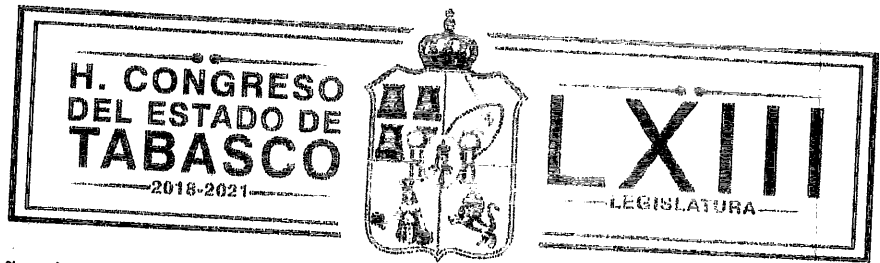 H. CONGRESO
DEL ESTADO DE
TABASCO
2018-2021
LXIII
LEGISLATURA